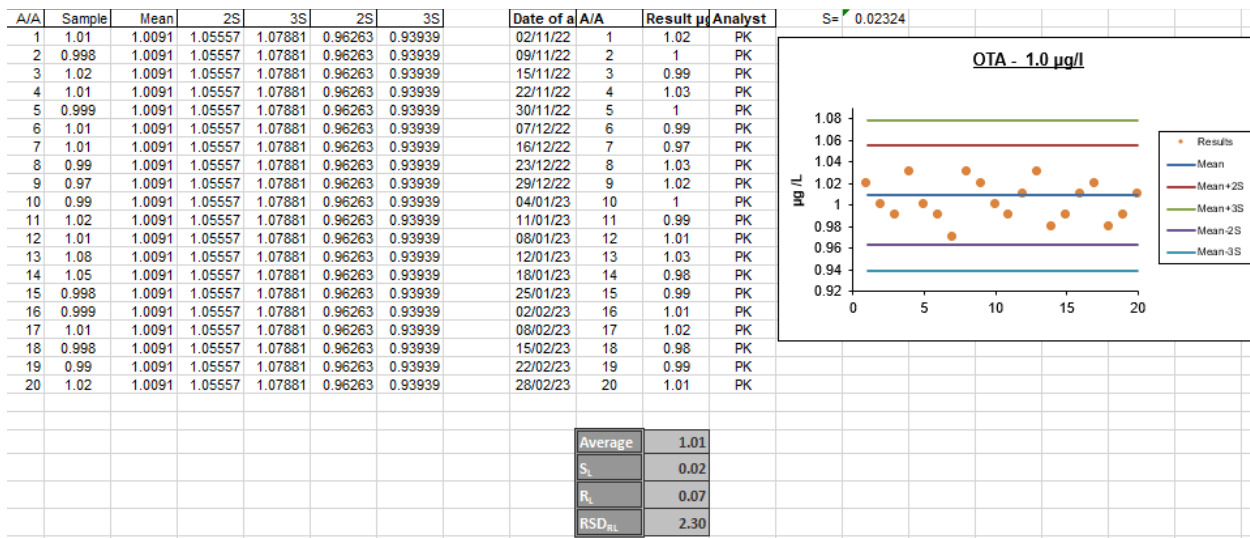 A/A Sample Mean 2S 3S 2S 3S Date of a A/A Result µg Analyst S= 0.02324
1 1.01 1.0091 1.05557 1.07881 0.96263 0.93939 02/11/22 1 1.02 PK
2 0.998 1.0091 1.05557 1.07881 0.96263 0.93939 09/11/22 2 1 PK
3 1.02 1.0091 1.05557 1.07881 0.96263 0.93939 15/11/22 3 0.99 PK
4 1.01 1.0091 1.05557 1.07881 0.96263 0.93939 22/11/22 4 1.03 PK
5 0.999 1.0091 1.05557 1.07881 0.96263 0.93939 30/11/22 5 1 PK
6 1.01 1.0091 1.05557 1.07881 0.96263 0.93939 07/12/22 6 0.99 PK
7 1.01 1.0091 1.05557 1.07881 0.96263 0.93939 16/12/22 7 0.97 PK
8 0.99 1.0091 1.05557 1.07881 0.96263 0.93939 23/12/22 8 1.03 PK
9 0.97 1.0091 1.05557 1.07881 0.96263 0.93939 29/12/22 9 1.02 PK
10 0.99 1.0091 1.05557 1.07881 0.96263 0.93939 04/01/23 10 1 PK
11 1.02 1.0091 1.05557 1.07881 0.96263 0.93939 11/01/23 11 0.99 PK
12 1.01 1.0091 1.05557 1.07881 0.96263 0.93939 08/01/23 12 1.01 PK
13 1.08 1.0091 1.05557 1.07881 0.96263 0.93939 12/01/23 13 1.03 PK
14 1.05 1.0091 1.05557 1.07881 0.96263 0.93939 18/01/23 14 0.98 PK
15 0.998 1.0091 1.05557 1.07881 0.96263 0.93939 25/01/23 15 0.99 PK
16 0.999 1.0091 1.05557 1.07881 0.96263 0.93939 02/02/23 16 1.01 PK
17 1.01 1.0091 1.05557 1.07881 0.96263 0.93939 08/02/23 17 1.02 PK
18 0.998 1.0091 1.05557 1.07881 0.96263 0.93939 15/02/23 18 0.98 PK
19 0.99 1.0091 1.05557 1.07881 0.96263 0.93939 22/02/23 19 0.99 PK
20 1.02 1.0091 1.05557 1.07881 0.96263 0.93939 28/02/23 20 1.01 PK
OTA - 1.0 µg/l
µg /L
1.08
1.06
1.04
1.02
1
0.98
0.96
0.94
0.92
0 5 10 15 20
Results
Mean
Mean+2S
Mean+3S
Mean-2S
Mean-3S
Average 1.01
SL 0.02
RL 0.07
RSDRL 2.30